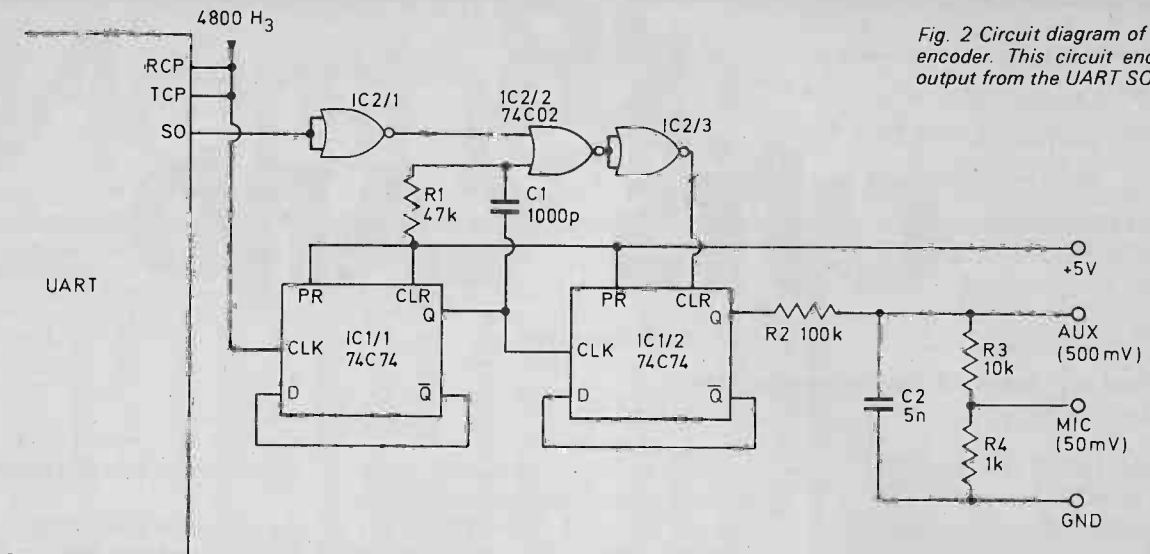 4800 H3
Fig. 2 Circuit diagram of
encoder. This circuit enc
output from the UART SO
RCP
TCP
SO
IC2/1
IC2/2
74C02
IC2/3
R1
47k
C1
1000p
+5V
UART
PR
CLR
Q
CLK
IC1/1
74C74
D
Q
PR
CLR
Q
CLK
IC1/2
74C74
D
Q
R2 100k
AUX
(500mV)
R3
10k
C2
5n
MIC
(50mV)
R4
1k
GND